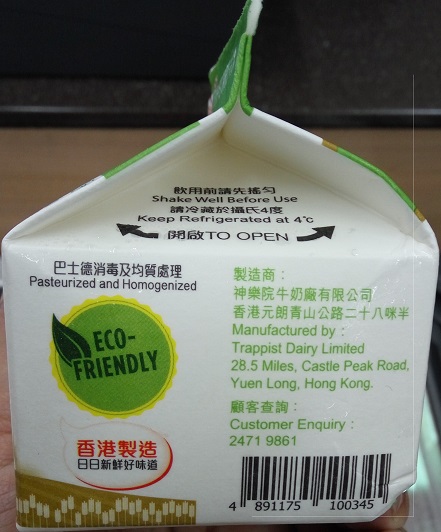 飲用前請先搖勻
Shake Well Before Use
請冷藏於攝氏4度
Keep Refrigerated at 4°c
開啟TO OPEN
巴士德消毒及均質處理
Pasteurized and Homogenized
ECO-
FRIENDLY
香港製造
日日新鮮好味道
製造商：
神樂院牛奶廠有限公司
香港元朗青山公路二十八咪半
Manufactured by :
Trappist Dairy Limited
28.5 Miles, Castle Peak Road,
Yuen Long, Hong Kong.
顧客查詢：
Customer Enquiry :
2471 9861
4 891175 100345